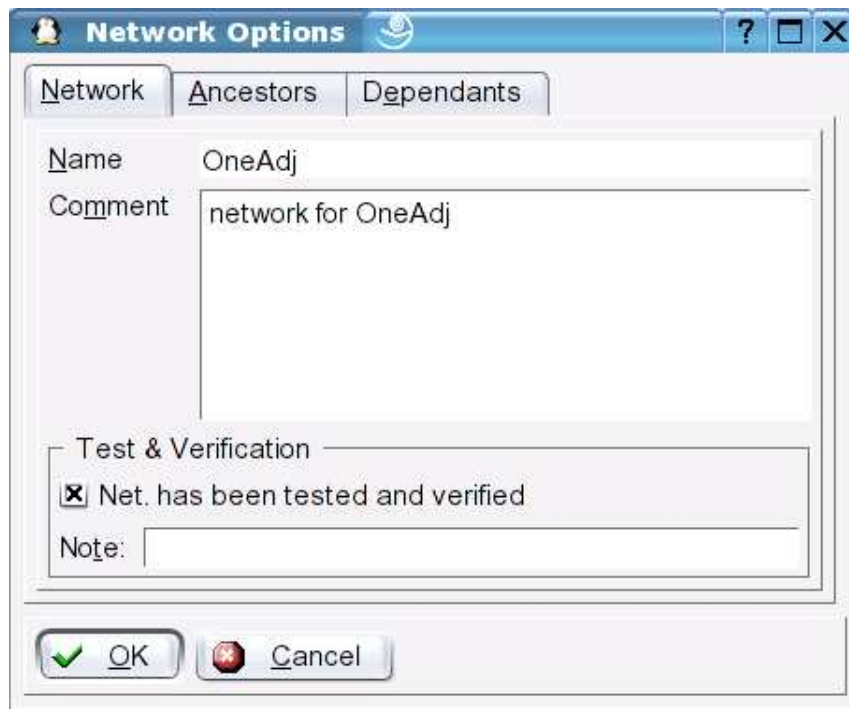 Network Options
?
Network Ancestors Dependants
Name OneAdj
Comment network for OneAdj
Test & Verification
Net. has been tested and verified
Note:
OK Cancel